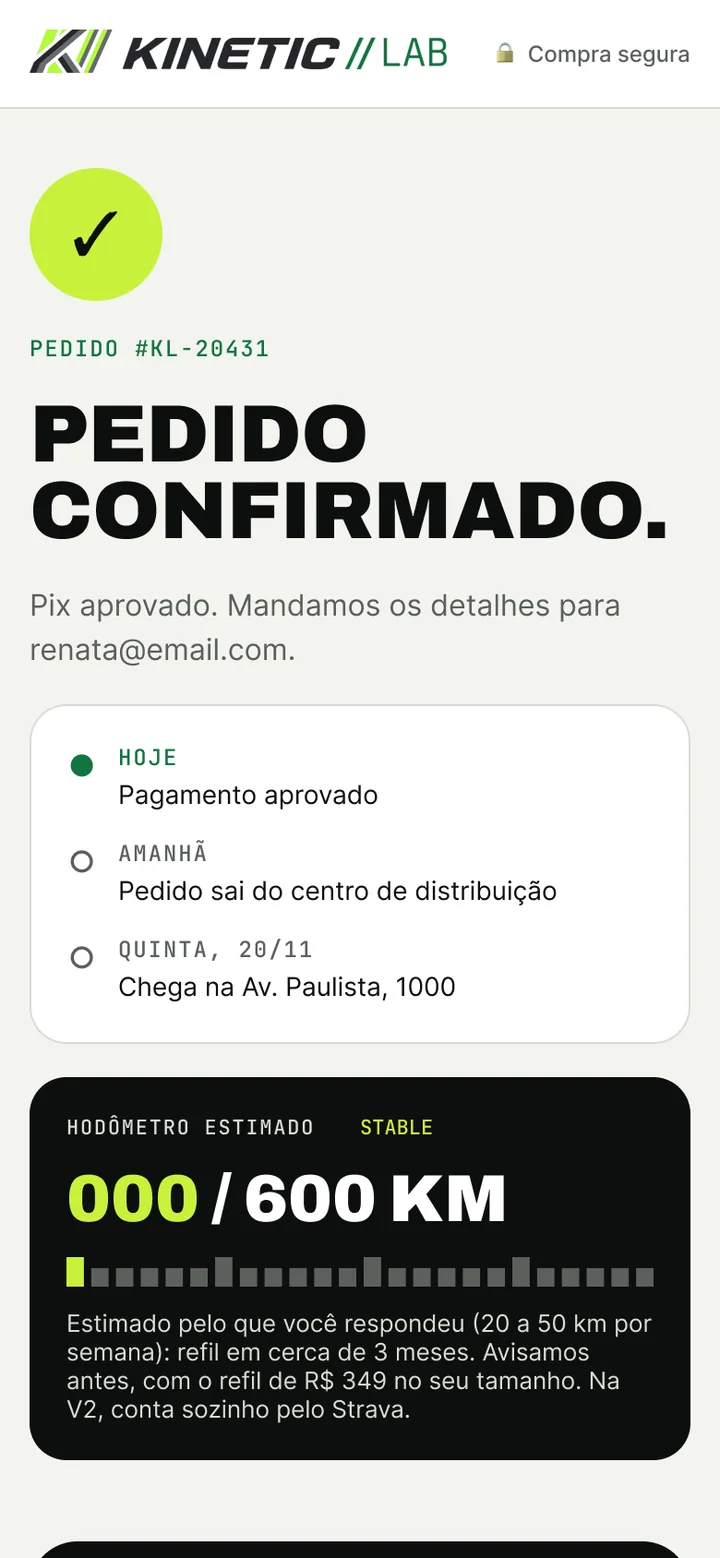 KINETIC//LAB
Compra segura
PEDIDO #KL-20431
PEDIDO
CONFIRMADO.
Pix aprovado. Mandamos os detalhes para
renata@email.com.
HOJE
Pagamento aprovado
AMANHÃ
Pedido sai do centro de distribuição
QUINTA, 20/11
Chega na Av. Paulista, 1000
HODÔMETRO ESTIMADO STABLE
000 / 600 KM
Estimado pelo que você respondeu (20 a 50 km por
semana): refil em cerca de 3 meses. Avisamos
antes, com o refil de R$ 349 no seu tamanho. Na
V2, conta sozinho pelo Strava.